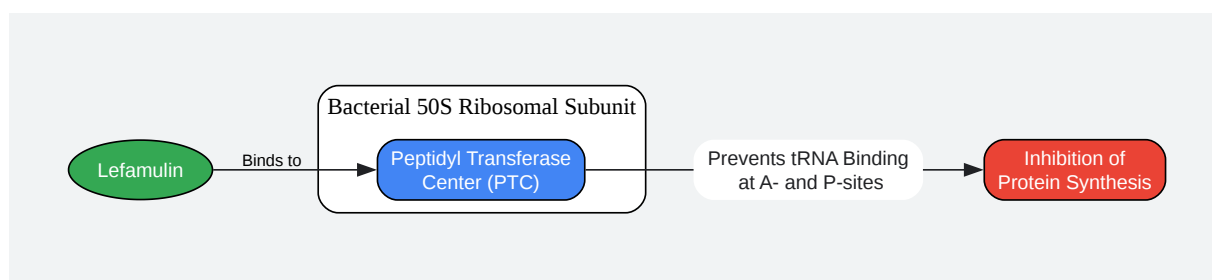 Bacterial 50S Ribosomal Subunit
Lefamulin
Binds to
Peptidyl Transferase
Center (PTC)
Prevents tRNA Binding
at A- and P-sites
Inhibition of
Protein Synthesis